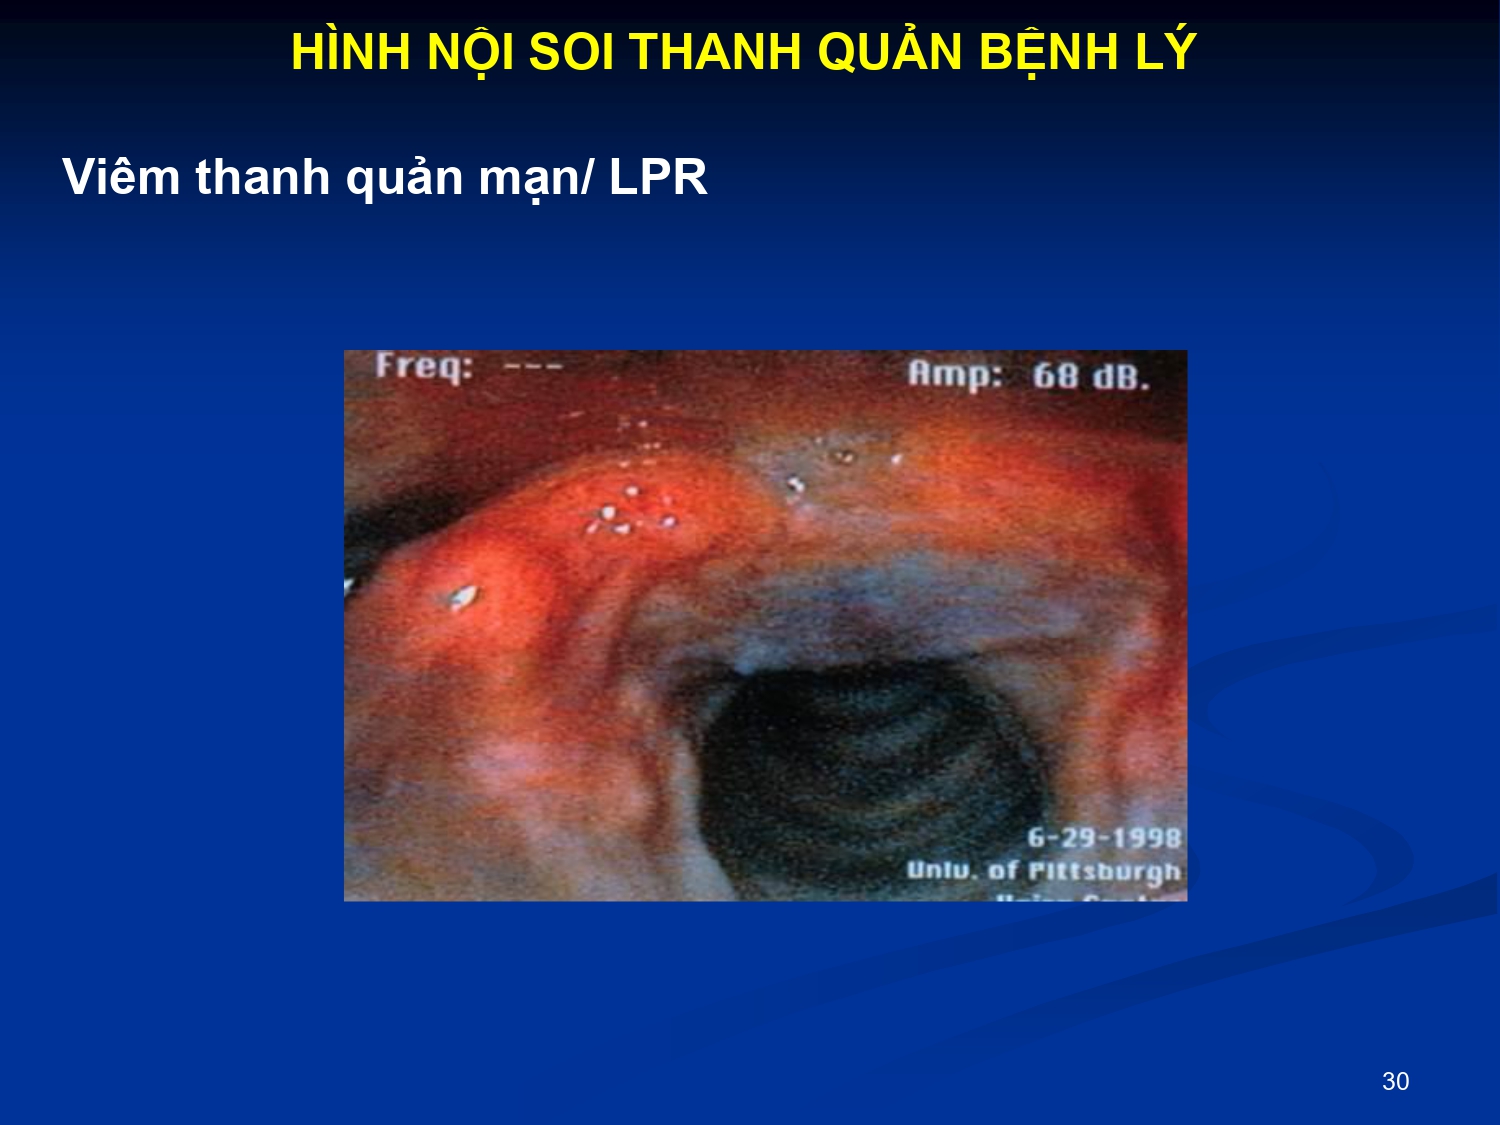 HÌNH NỘI SOI THANH QUẢN BỆNH LÝ
Viêm thanh quản mạn/ LPR
Freq: ---
Amp: 68 dB.
6-29-1998
Univ. of Pittsburgh
30